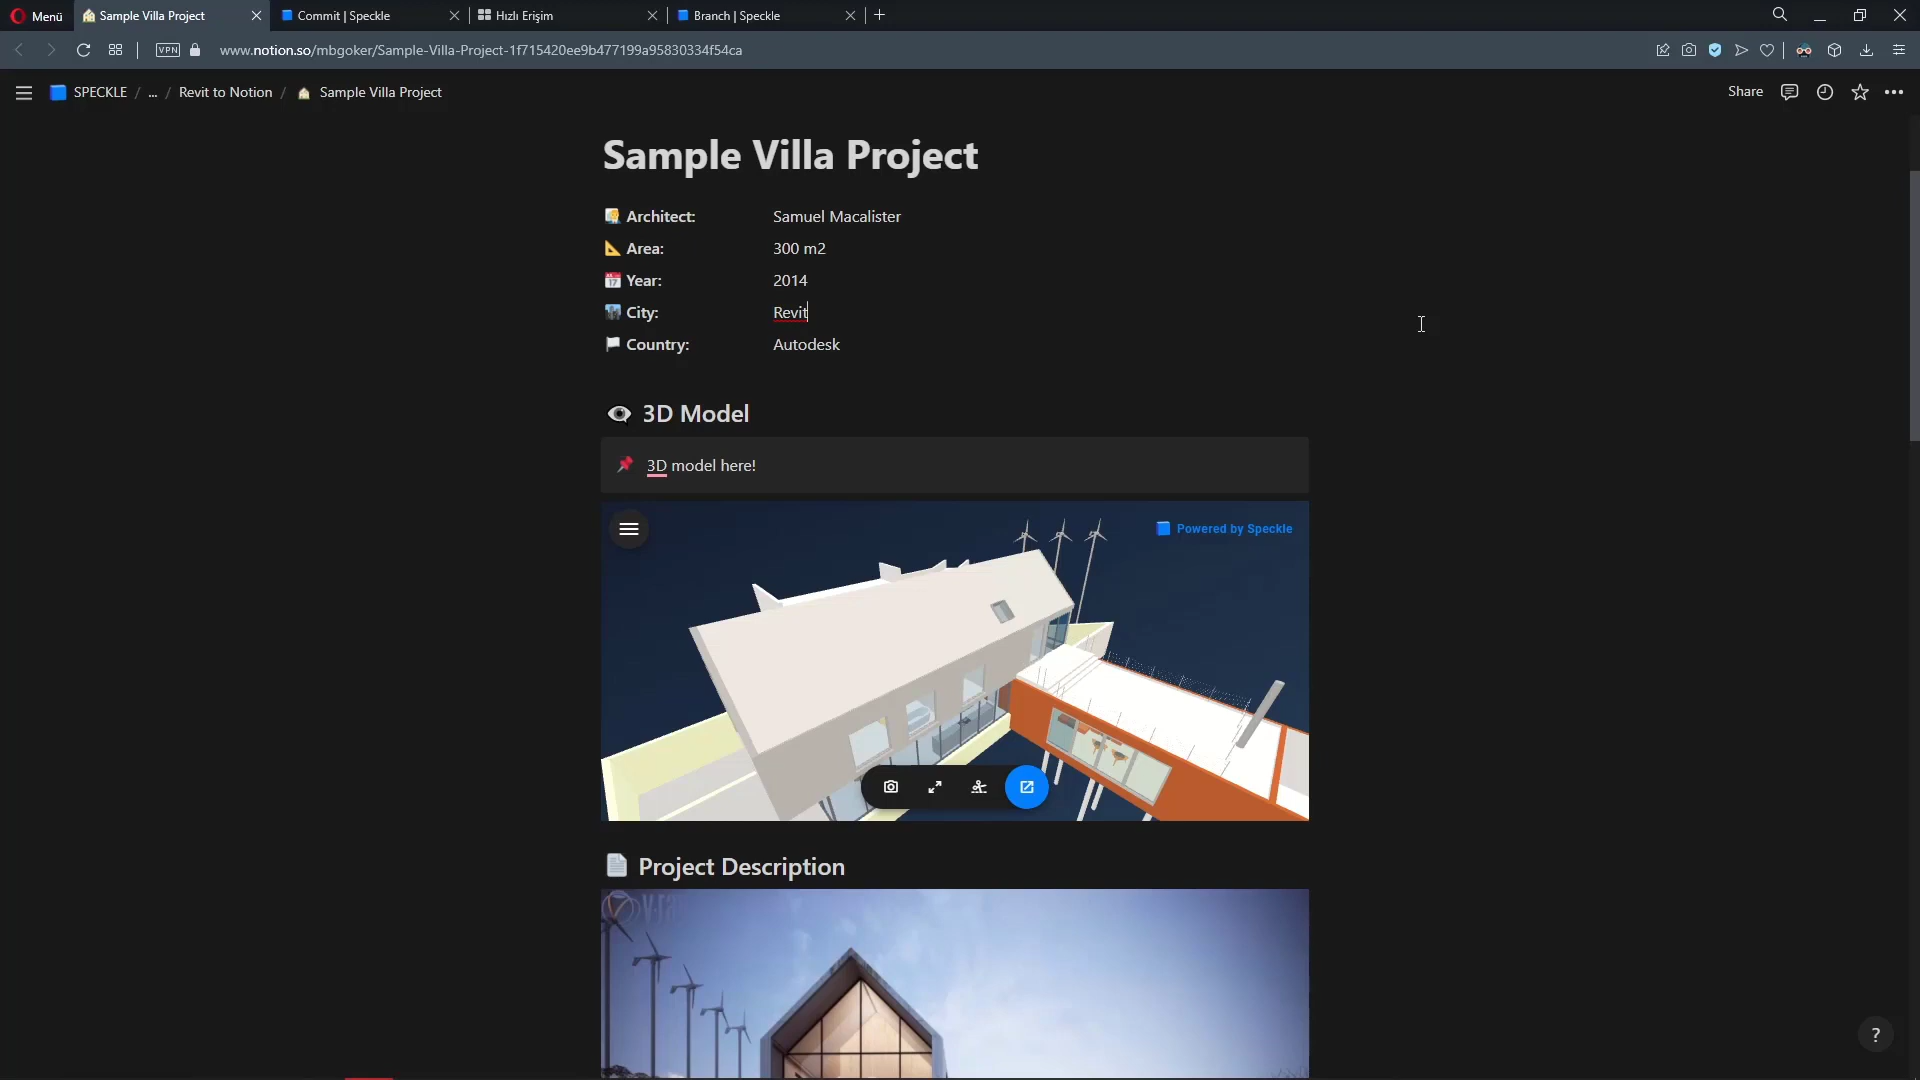 Menü
Sample Villa Project
Commit | Speckle
Hızlı Erişim
Branch | Speckle
VPN
www.notion.so/mbgoker/Sample-Villa-Project-1f715420ee9b477199a95830334f54ca
SPECKLE / ... / Revit to Notion / Sample Villa Project
Share
Sample Villa Project
Architect: Samuel Macalister
Area: 300 m2
Year: 2014
City: Revit
Country: Autodesk
3D Model
3D model here!
Powered by Speckle
Project Description
?